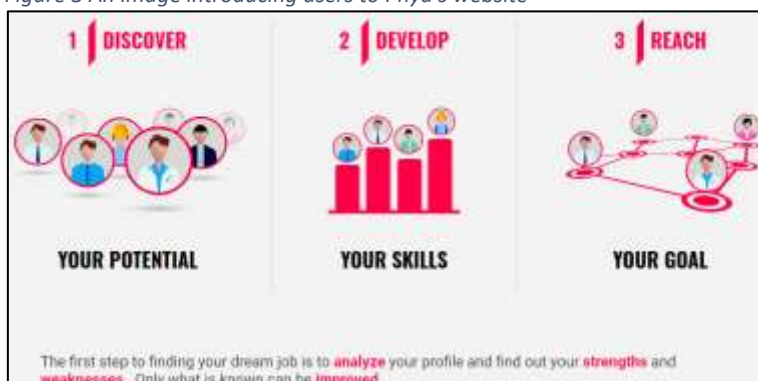 Figure 3 An image introducing users to Phyd's website
1 DISCOVER
2 DEVELOP
3 REACH
YOUR POTENTIAL
YOUR SKILLS
YOUR GOAL
The first step to finding your dream job is to analyze your profile and find out your strengths and
weaknesses. Only what is known can be improved.